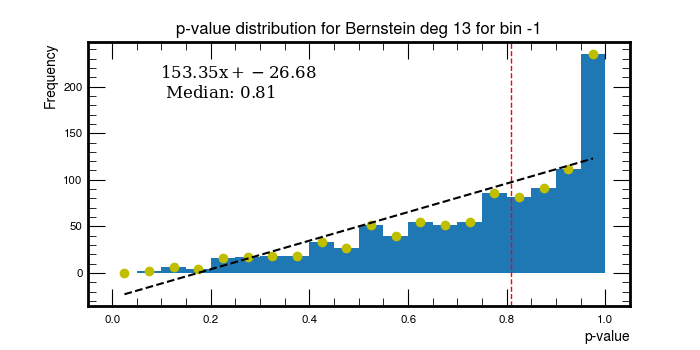 p-value distribution for Bernstein deg 13 for bin -1
Frequency
153.35x + −26.68
Median: 0.81
200
150
100
50
0
0.0 0.2 0.4 0.6 0.8 1.0
p-value